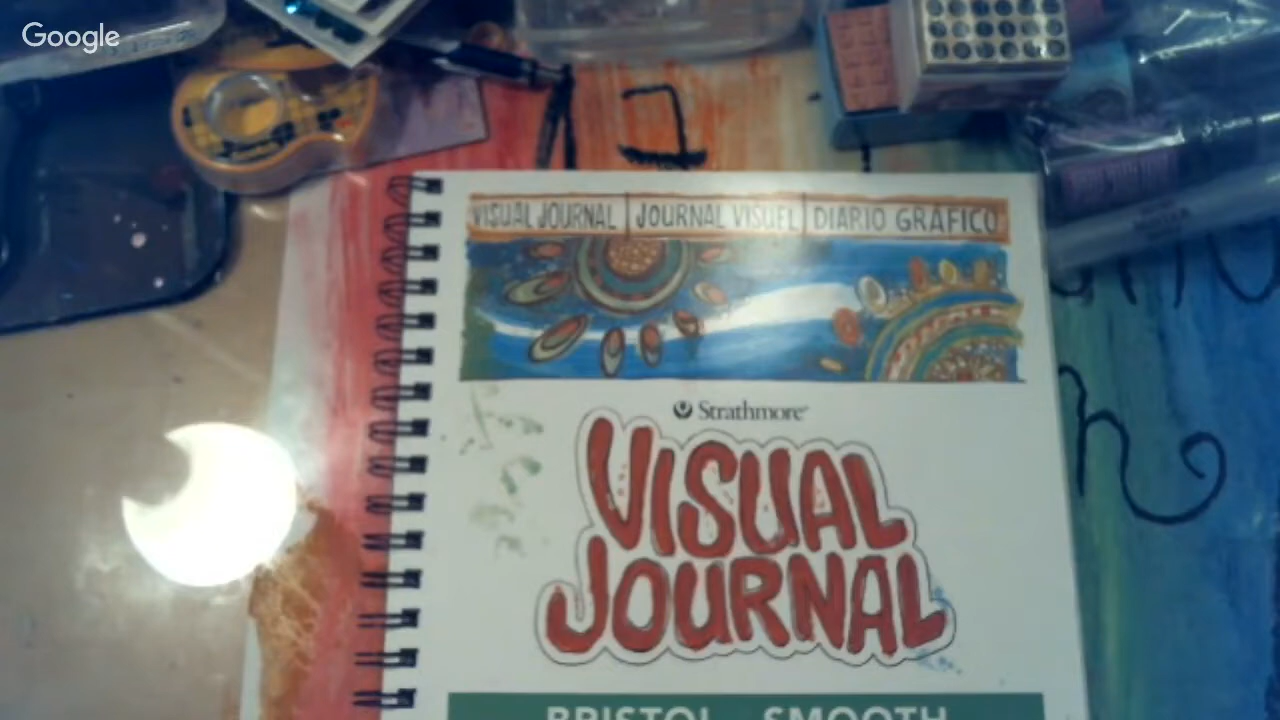 Google
VISUAL JOURNAL | JOURNAL VISUEL | DIARIO GRÁFICO
Strathmore®
VISUAL
JOURNAL
BRISTOL SMOOTH